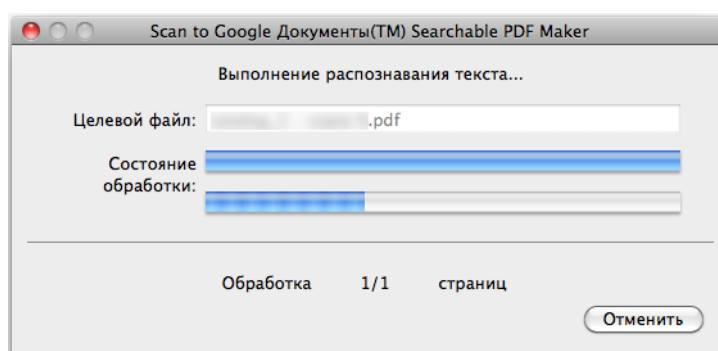 Scan to Google Документы(TM) Searchable PDF Maker
Выполнение распознавания текста...
Целевой файл: .pdf
Состояние
обработки:
Обработка 1/1 страниц
Отменить